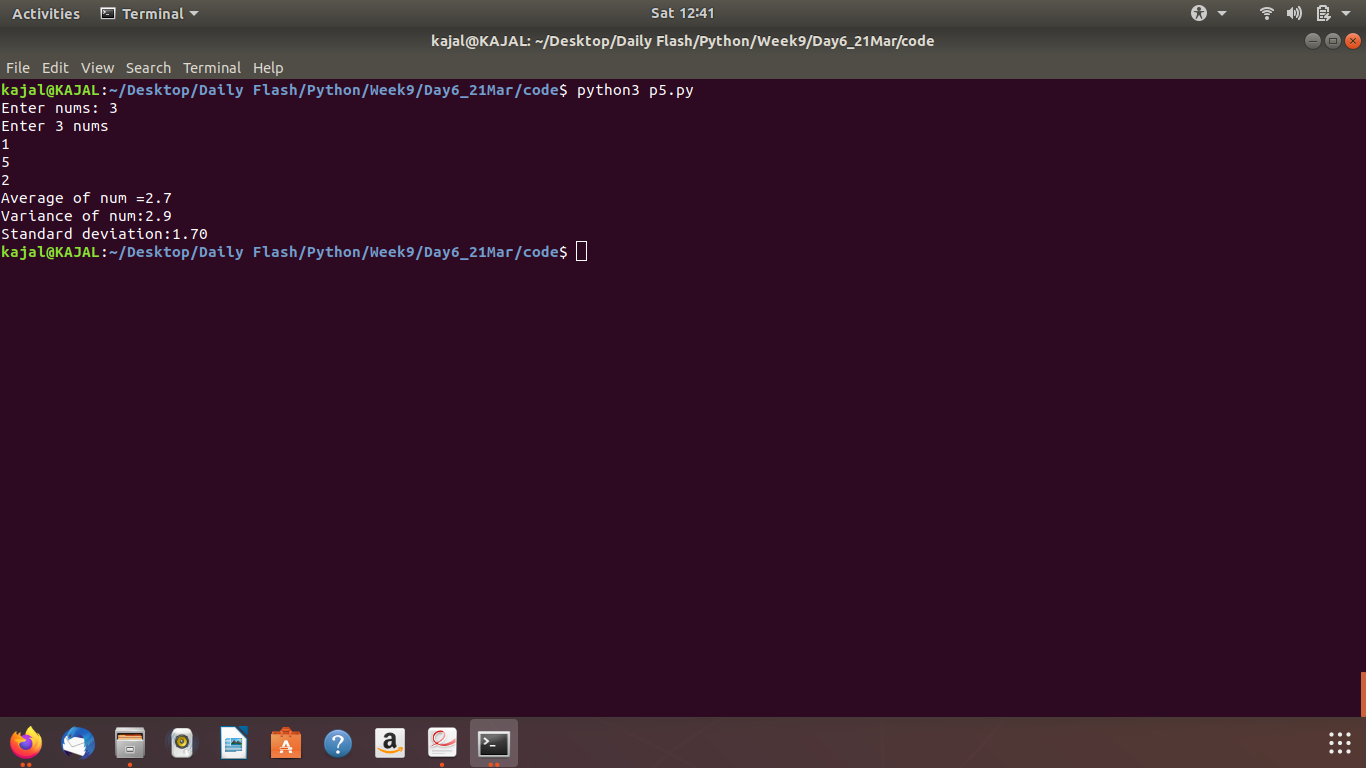 Activities Terminal Sat 12:41
kajal@KAJAL: ~/Desktop/Daily Flash/Python/Week9/Day6_21Mar/code
File Edit View Search Terminal Help
kajal@KAJAL:~/Desktop/Daily Flash/Python/Week9/Day6_21Mar/code$ python3 p5.py
Enter nums: 3
Enter 3 nums
1
5
2
Average of num =2.7
Variance of num:2.9
Standard deviation:1.70
kajal@KAJAL:~/Desktop/Daily Flash/Python/Week9/Day6_21Mar/code$